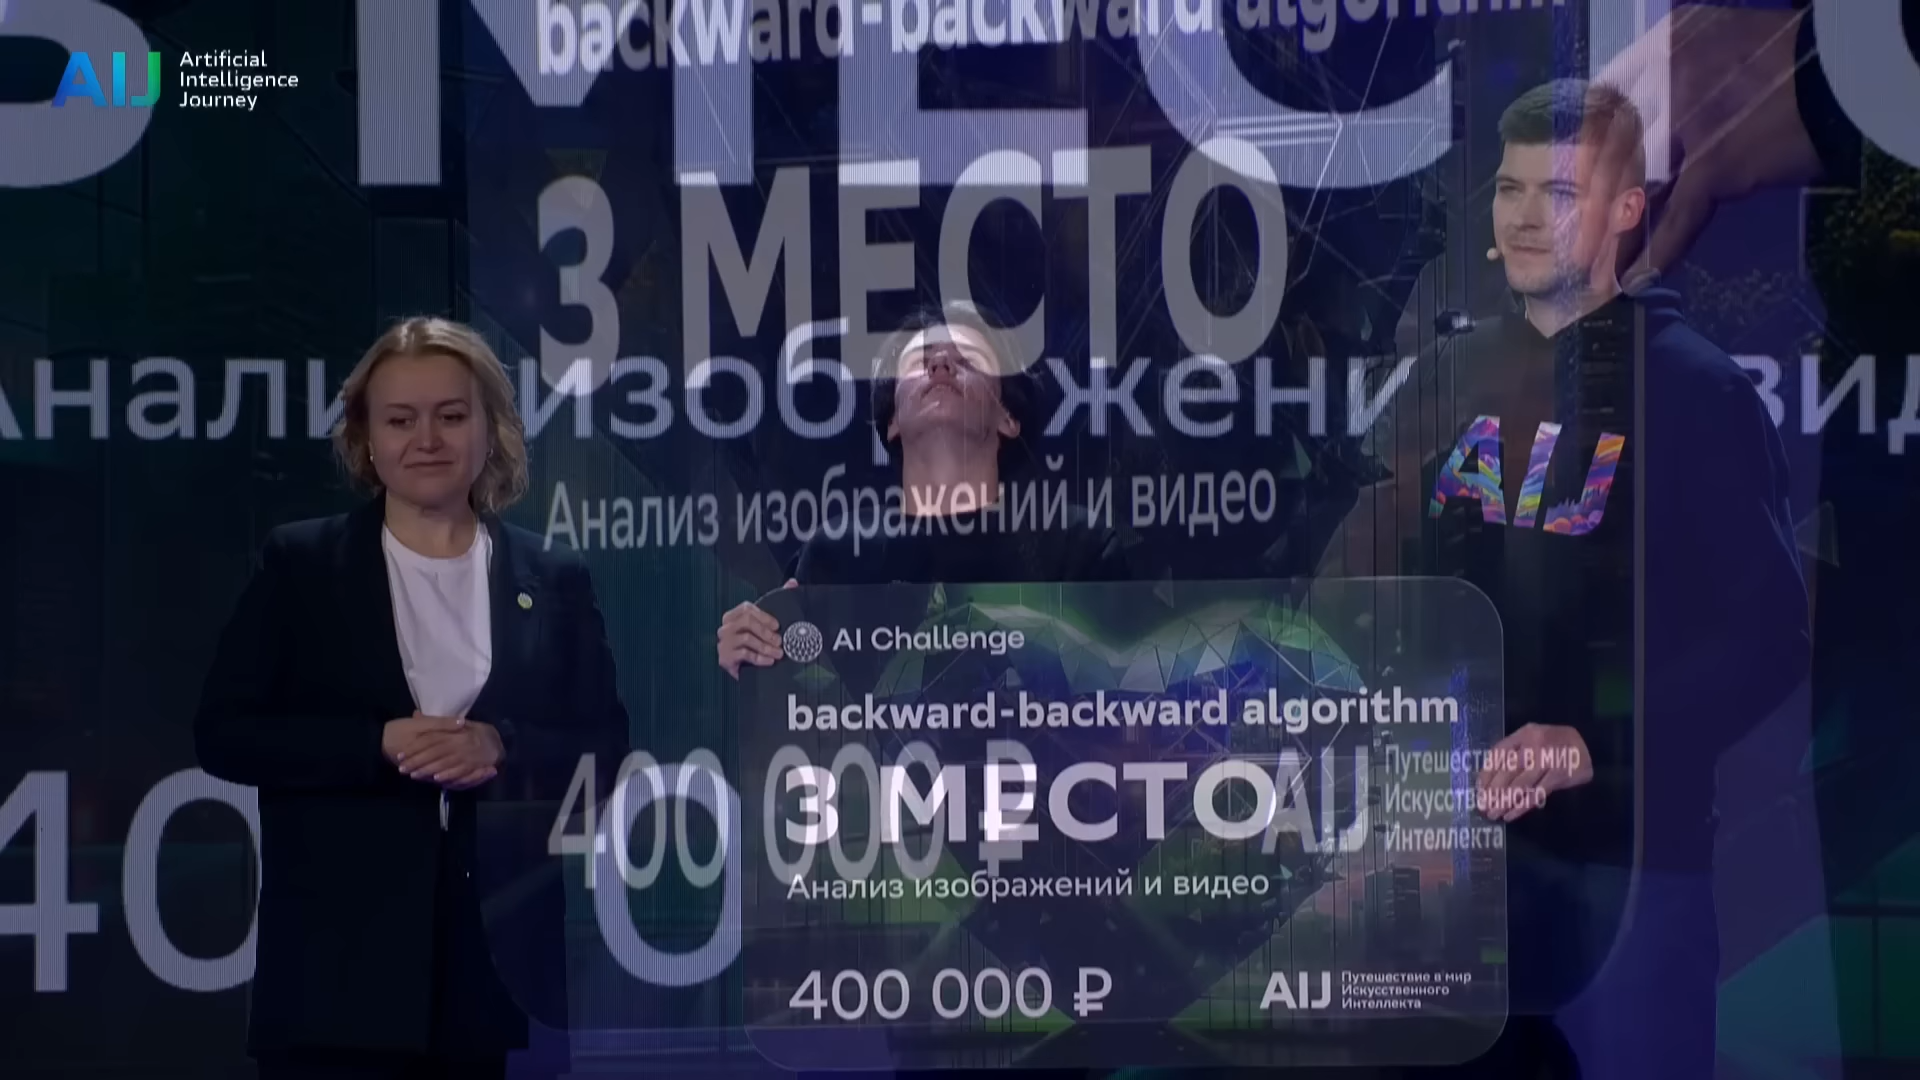 AIJ Artificial
Intelligence
Journey
backward-backward algorithm
3 МЕСТО
Анализ изображений и видео
400 000 ₽
AIJ Путешествие в мир
Искусственного
Интеллекта
AIJ
AI Challenge
backward-backward algorithm
3 МЕСТО
Анализ изображений и видео
400 000 ₽
AIJ Путешествие в мир
Искусственного
Интеллекта